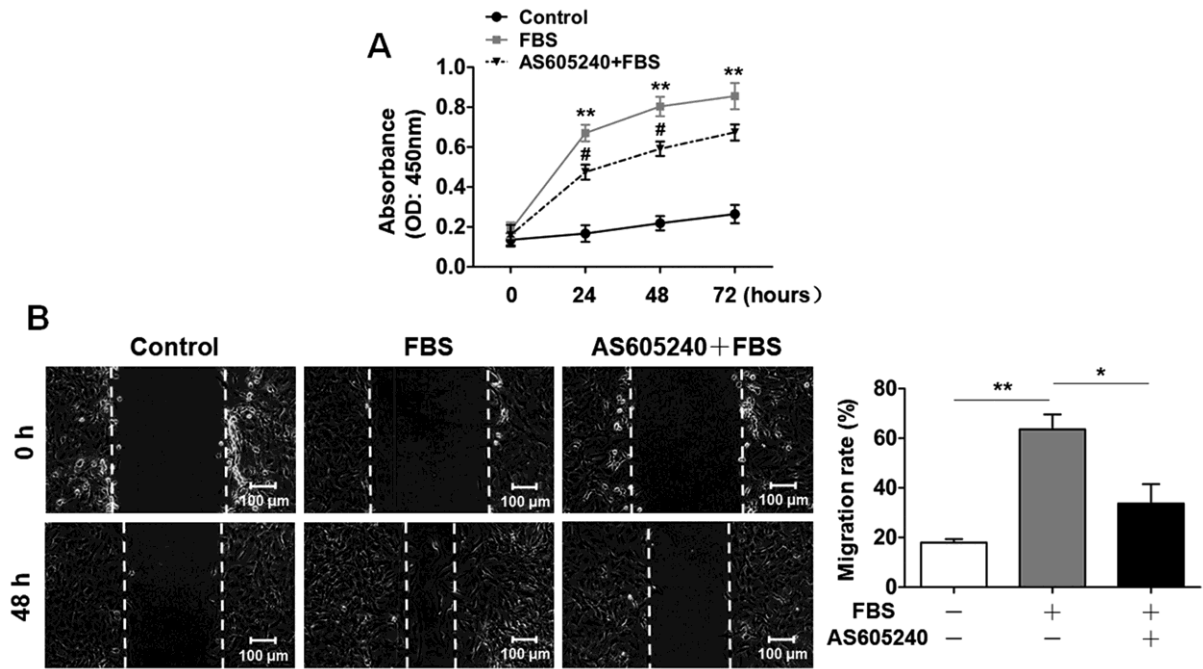 A
Control
FBS
AS605240+FBS
Absorbance
(OD: 450nm)
1.0
0.8
0.6
0.4
0.2
0.0
**
**
**
#
#
0 24 48 72 (hours）
B
Control FBS AS605240＋FBS
0 h
100 μm 100 μm 100 μm
48 h
100 μm 100 μm 100 μm
Migration rate (%)
80
60
40
20
0
** *
FBS － ＋ ＋
AS605240 － － ＋